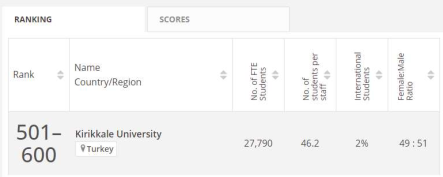 RANKING
SCORES
Rank
Name
Country/Region
No. of FTE
Students
No. of
students per
staff
International
Students
Female:Male
Ratio
501–
600
Kirikkale University
Turkey
27,790
46.2
2%
49 : 51